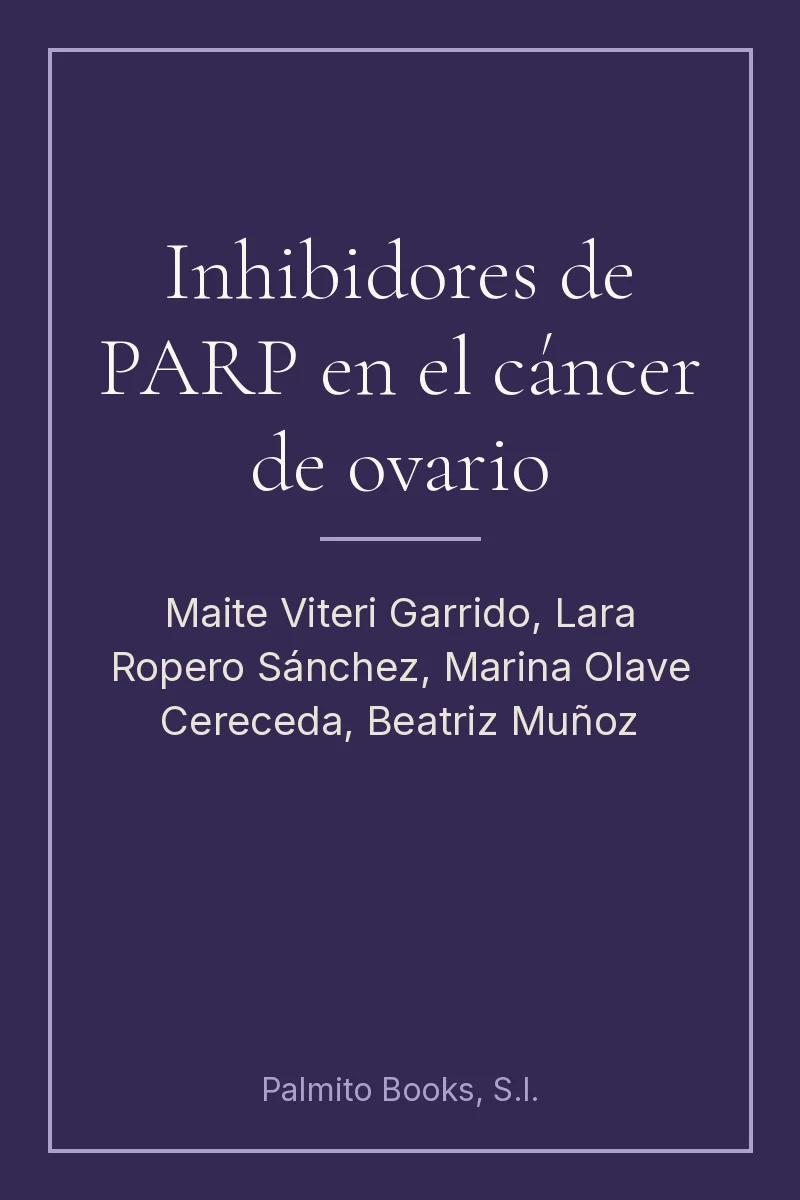 Inhibidores de
PARP en el cáncer
de ovario
Maite Viteri Garrido, Lara
Ropero Sánchez, Marina Olave
Cereceda, Beatriz Muñoz
Palmito Books, S.l.